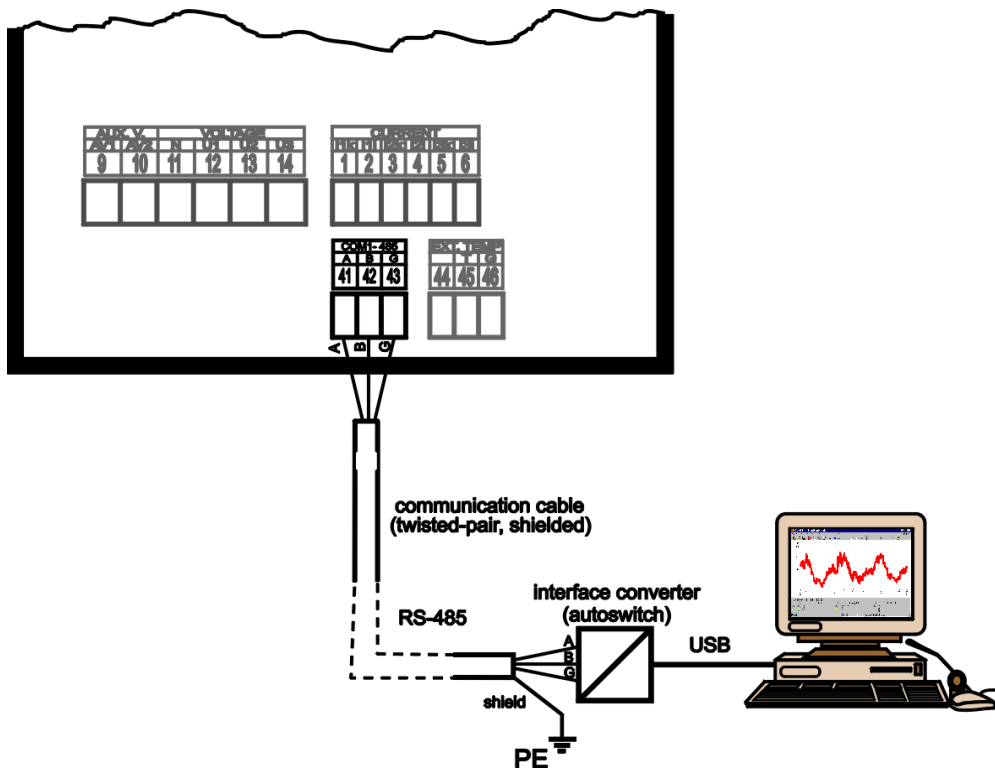 AUX. V. VOLTAGE
AV1 AV2 N U1 U2 U3
9 10 11 12 13 14
CURRENT
1 2 3 4 5 6
COM1- 485
A B G
41 42 43
EXT. TEMP
T G
44 45 46
A B G
communication cable
(twisted-pair, shielded)
RS-485
interface converter
(autoswitch)
A
B
G
USB
shield
PE